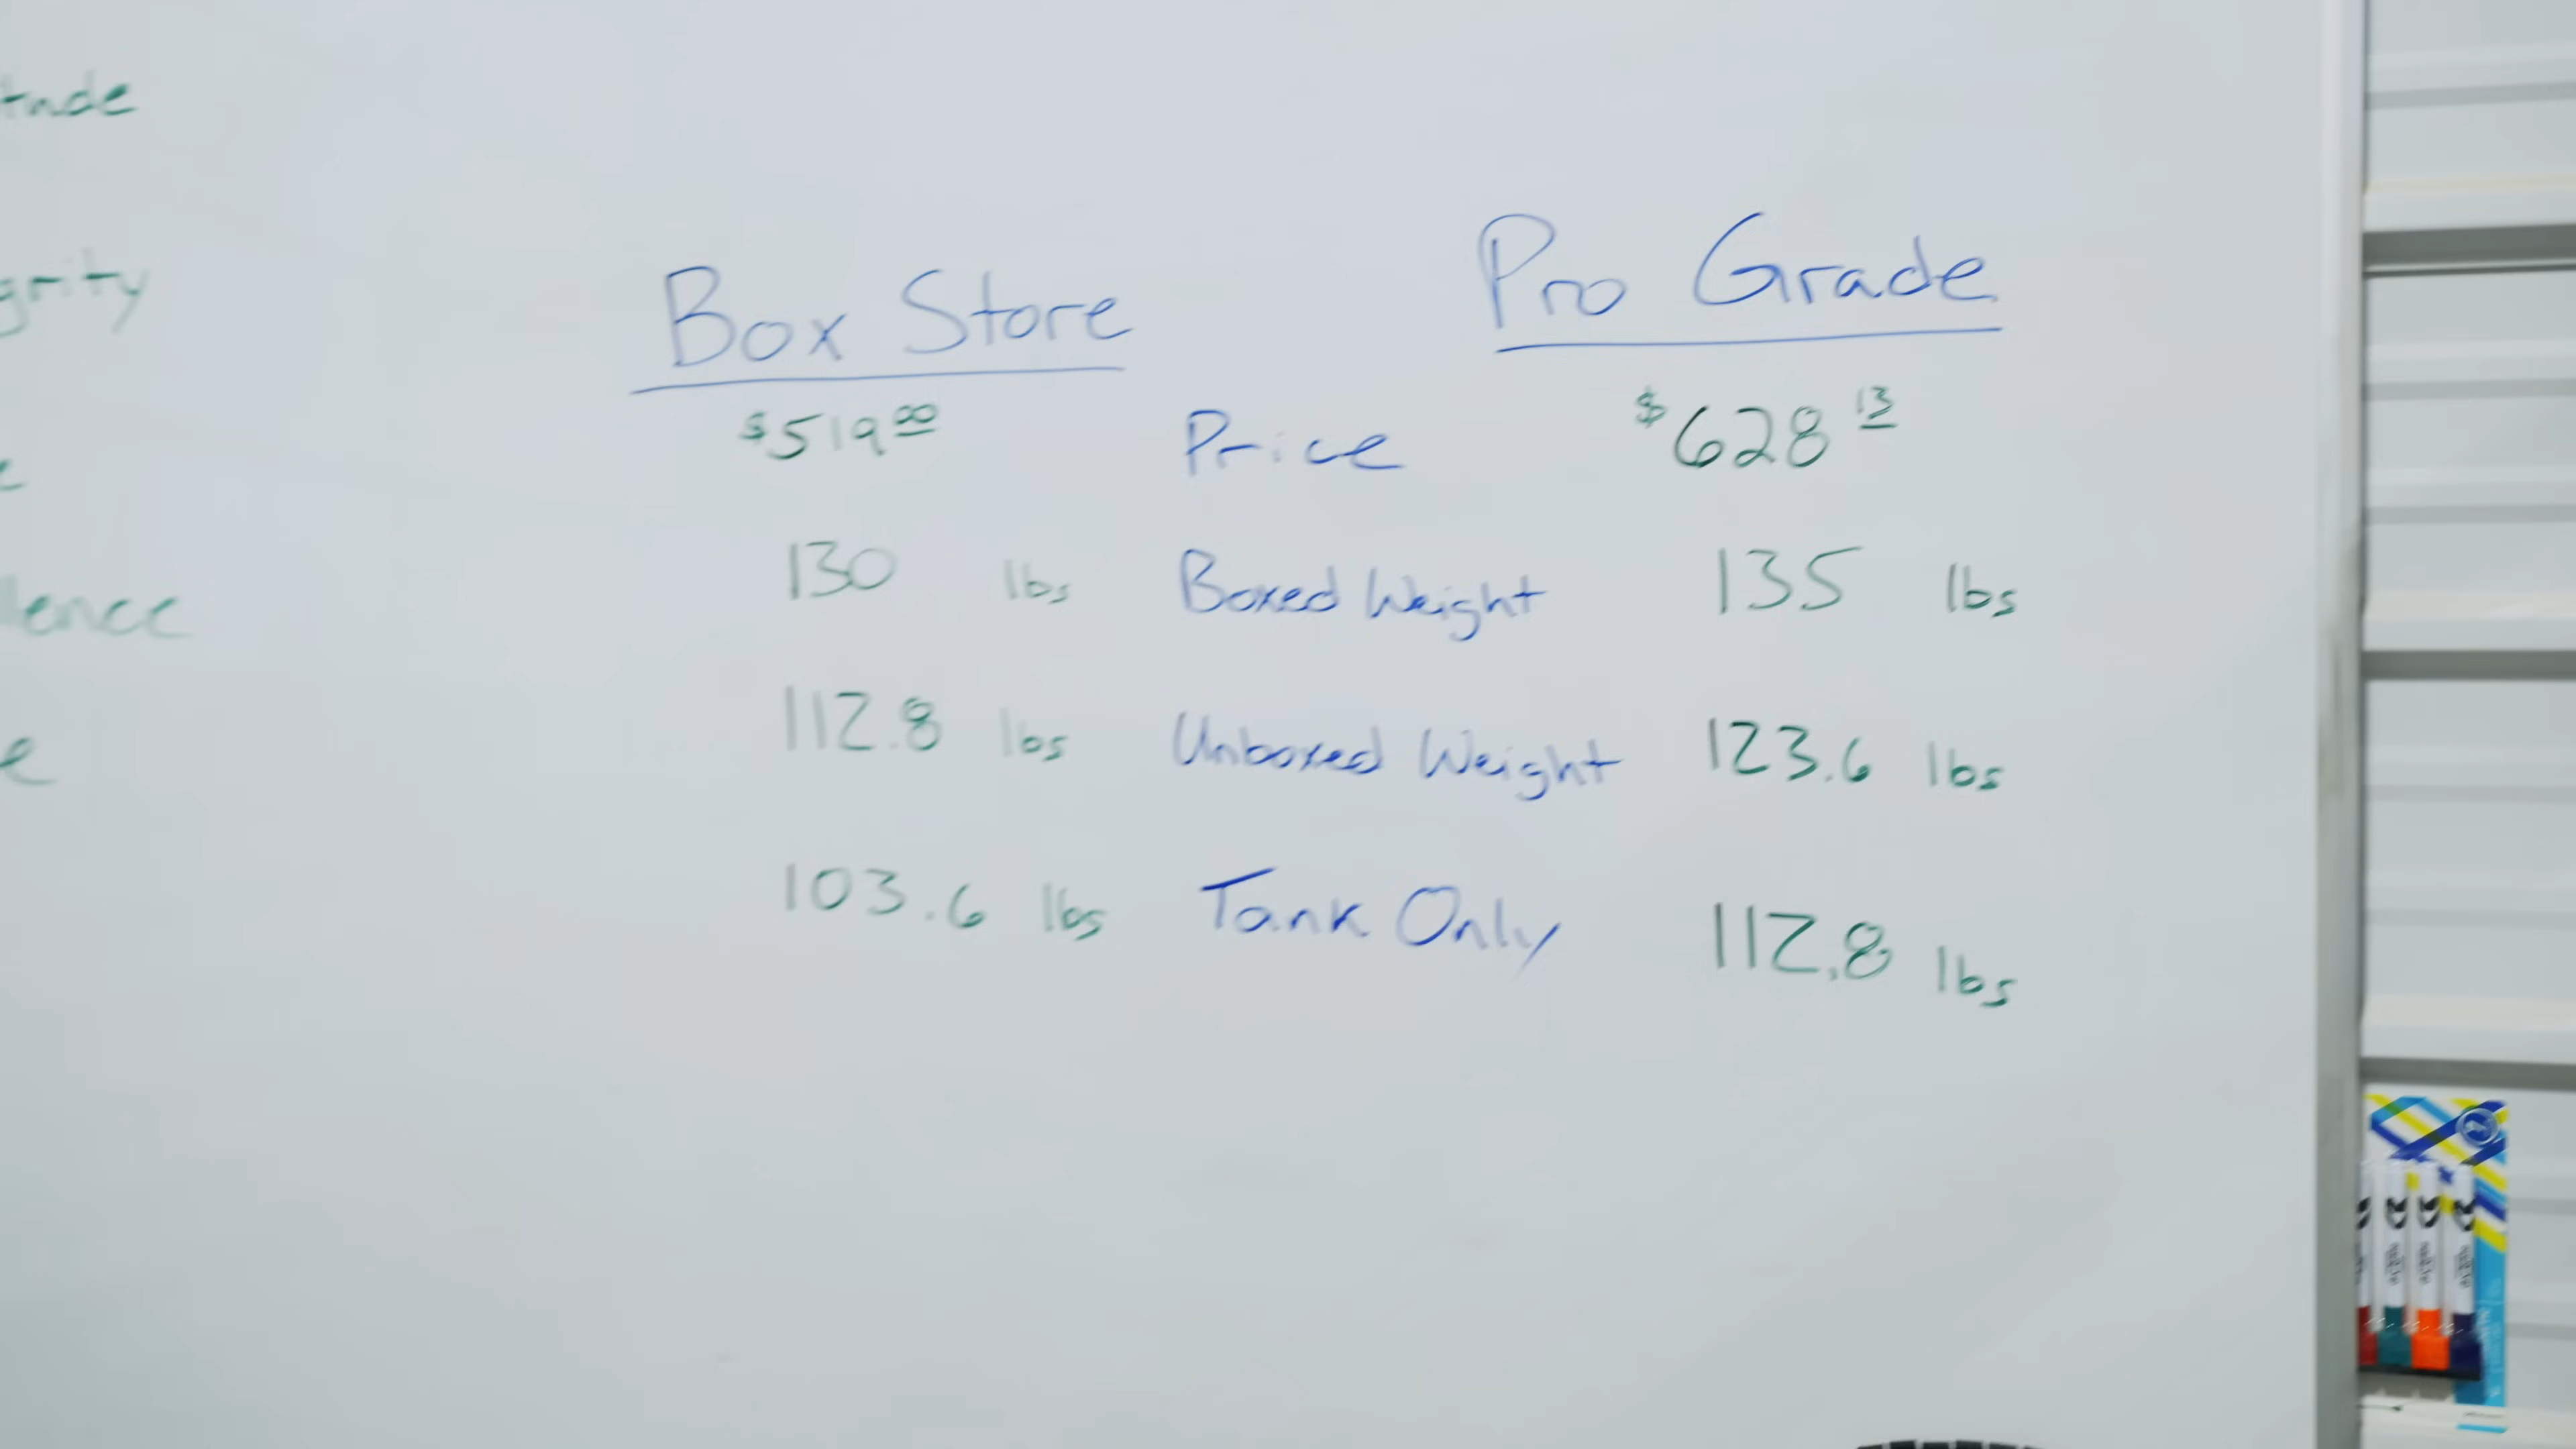 Box Store Pro Grade
$519.00 Price $628.13
130 lbs Boxed Weight 135 lbs
112.8 lbs Unboxed Weight 123.6 lbs
103.6 lbs Tank Only 112.8 lbs